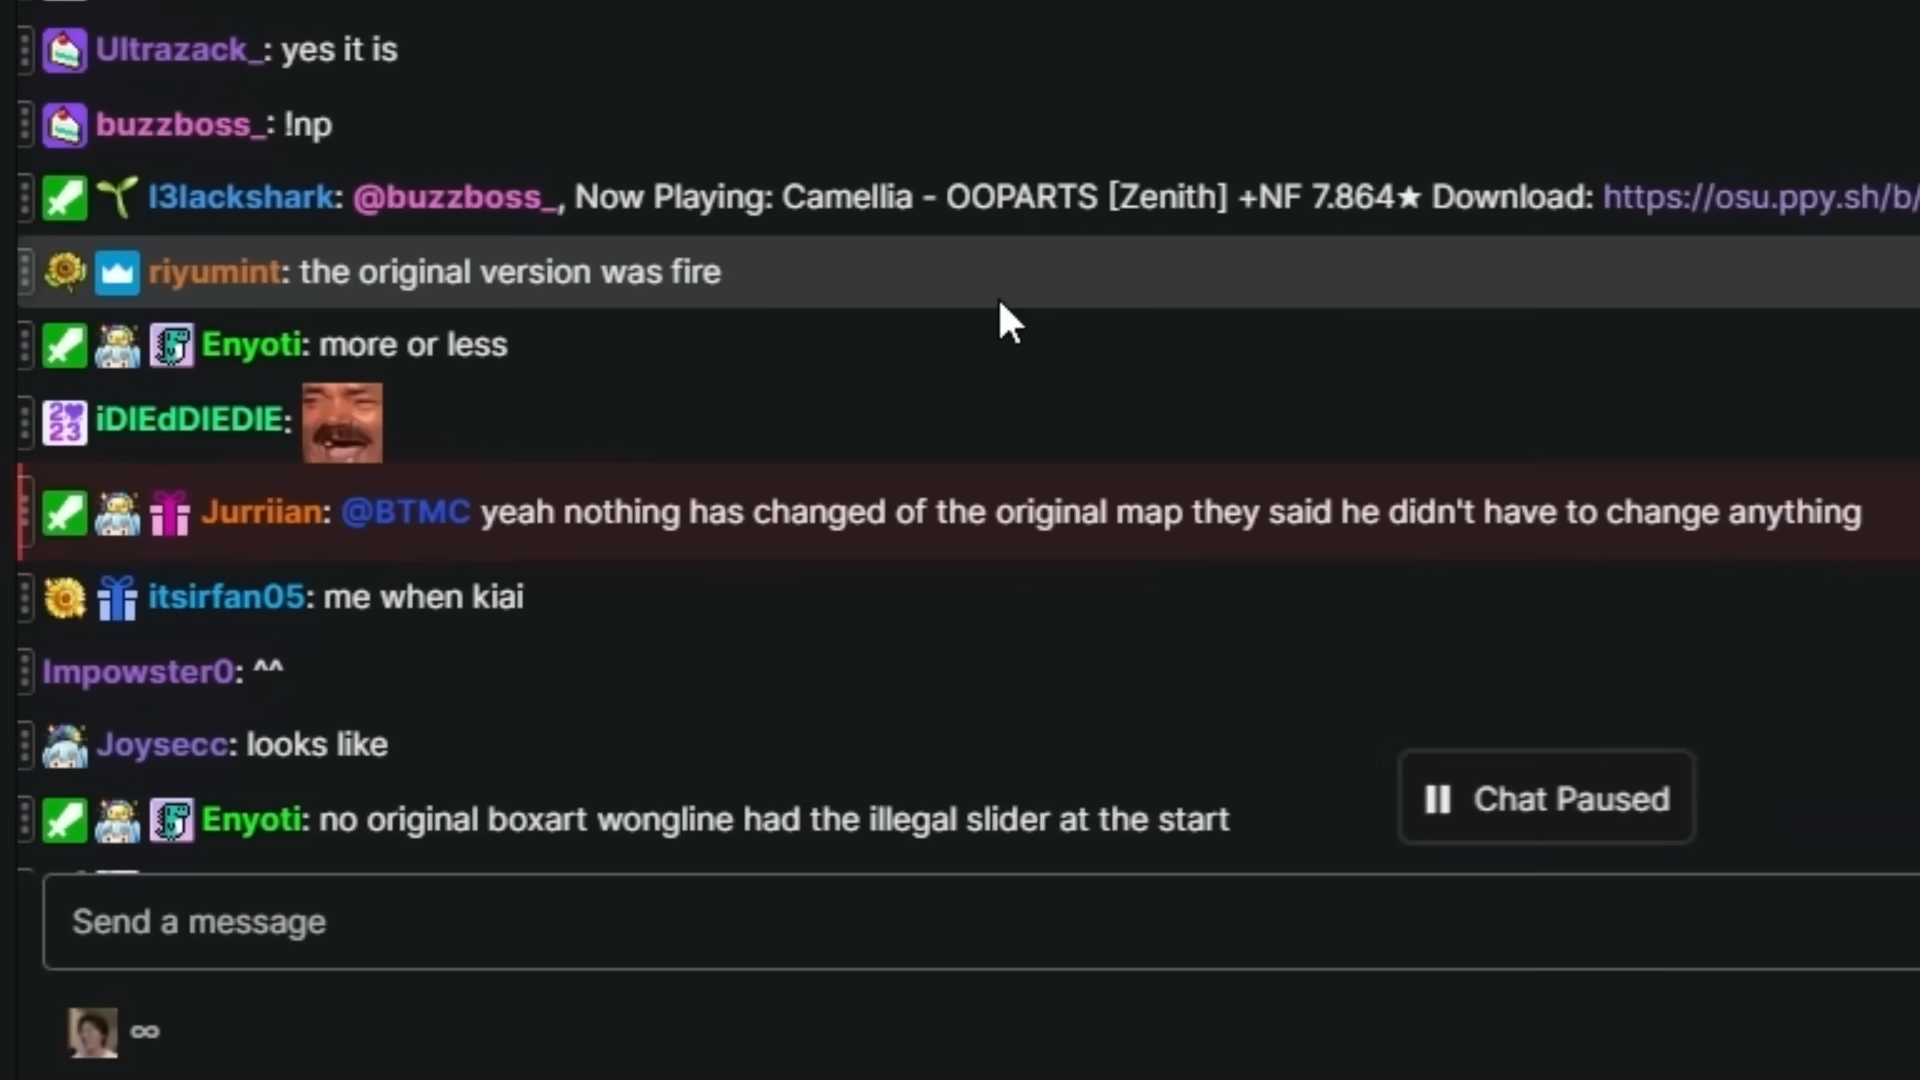 Ultrazack_: yes it is
buzzboss_: !np
l3lackshark: @buzzboss_, Now Playing: Camellia - OOPARTS [Zenith] +NF 7.864★ Download: https://osu.ppy.sh/b/
riyumint: the original version was fire
Enyoti: more or less
2023 iDIEdDIEDIE:
Jurriian: @BTMC yeah nothing has changed of the original map they said he didn't have to change anything
itsirfan05: me when kiai
Impowster0: ^^
Joysecc: looks like
Enyoti: no original boxart wongline had the illegal slider at the start
Chat Paused
Send a message
∞